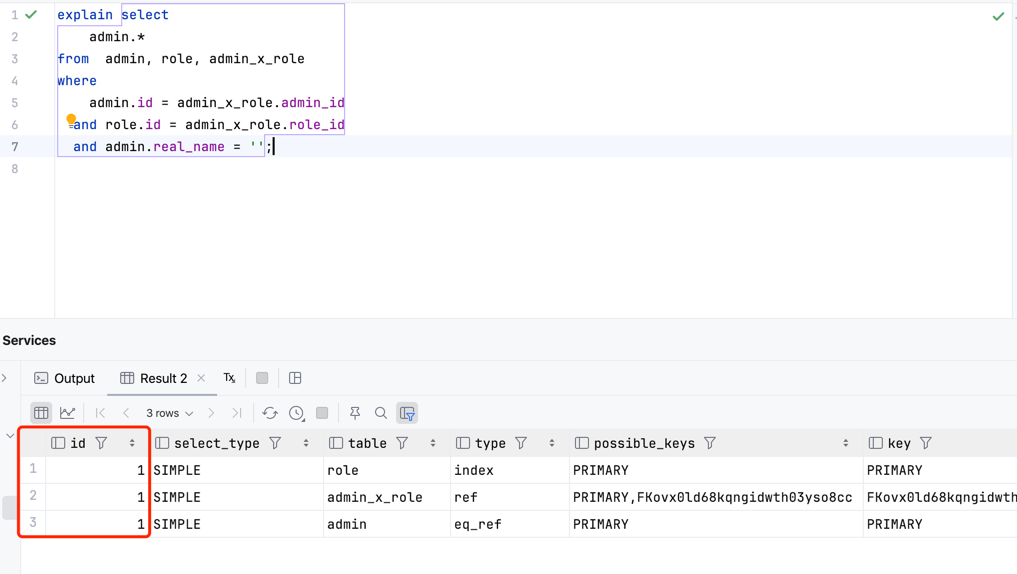 1 explain select
2 admin.*
3 from admin, role, admin_x_role
4 where
5 admin.id = admin_x_role.admin_id
6 and role.id = admin_x_role.role_id
7 and admin.real_name = '';
8
Services
Output Result 2 Tx
3 rows
id select_type table type possible_keys key
1 1 SIMPLE role index PRIMARY PRIMARY
2 1 SIMPLE admin_x_role ref PRIMARY,FKovx0ld68kqngidwth03yso8cc FKovx0ld68kqngidwth
3 1 SIMPLE admin eq_ref PRIMARY PRIMARY